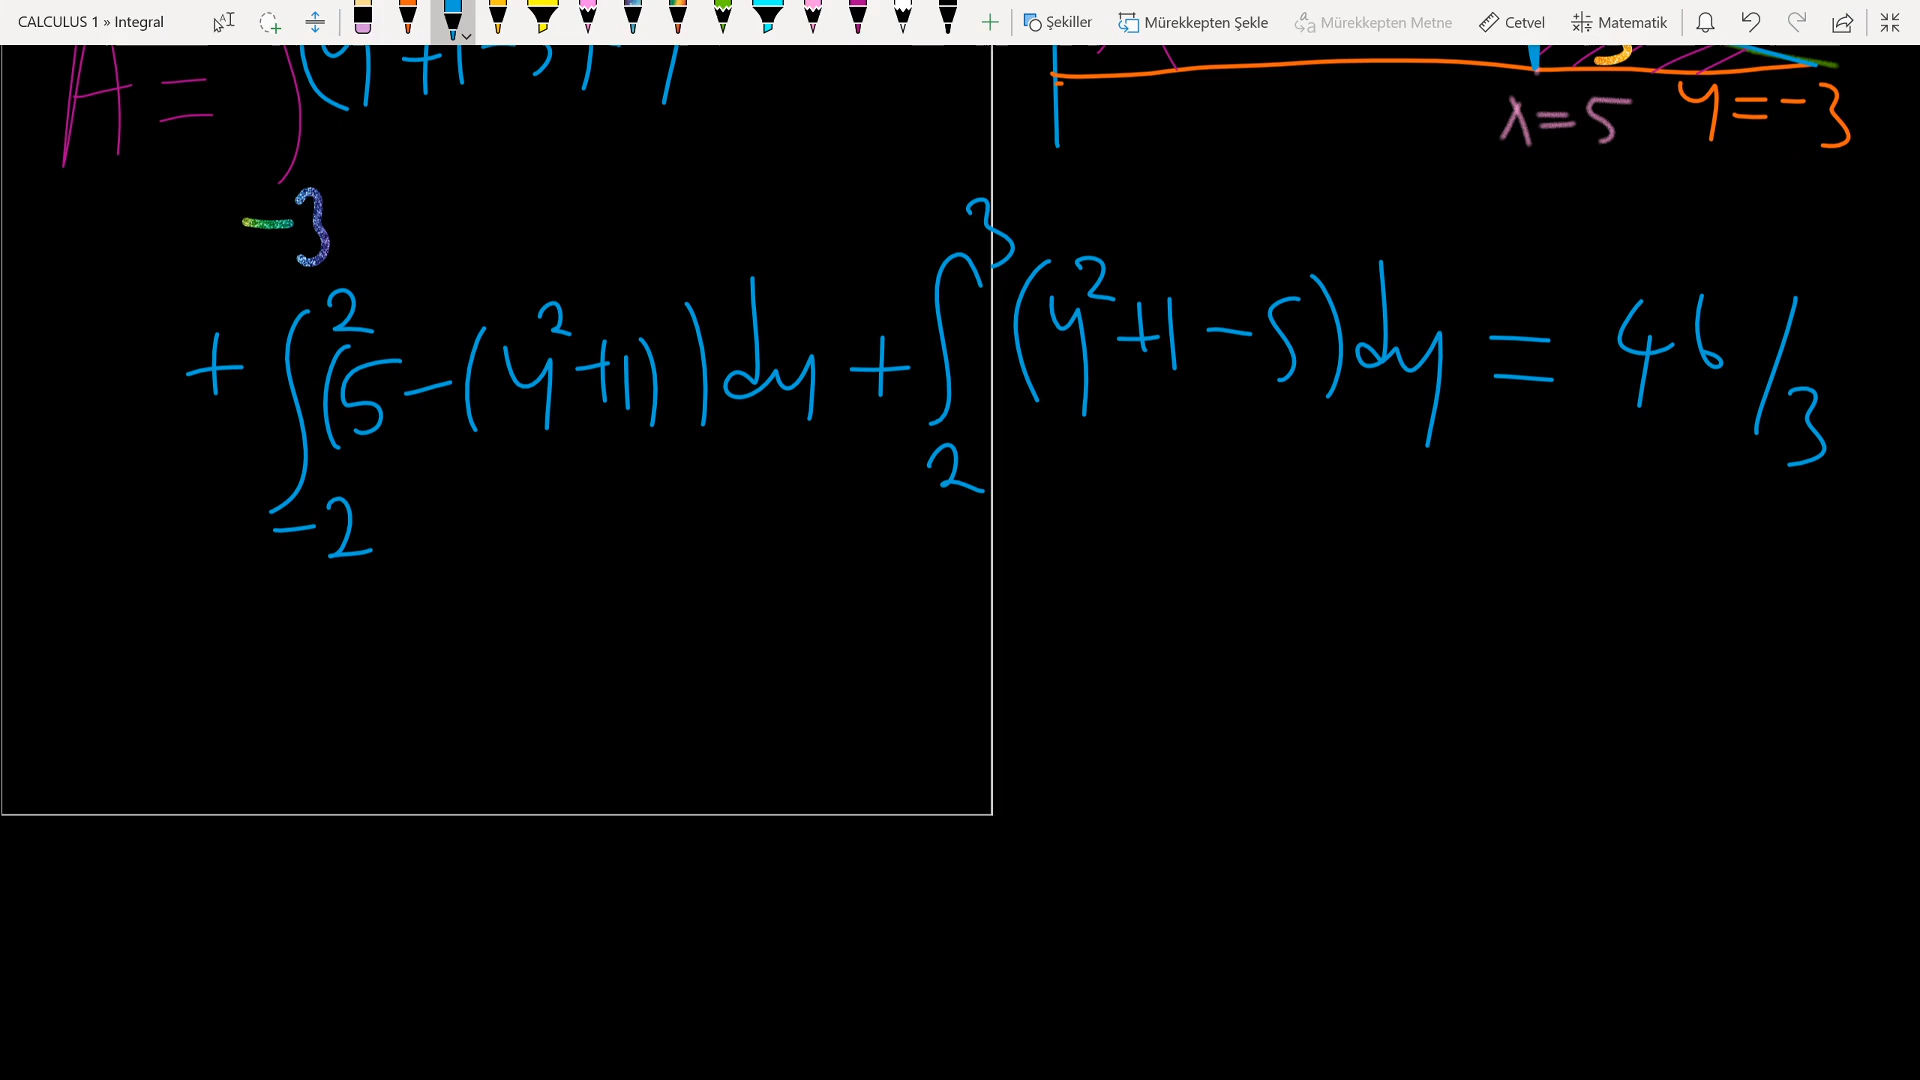 CALCULUS 1 » Integral
Şekiller
Mürekkepten Şekle
Mürekkepten Metne
Cetvel
Matematik
A = ∫
-3
x=5
y=-3
+ ∫_{-2}^{2} (5-(y²+1)) dy + ∫_{2}^{3} (y²+1-5) dy = 46/3